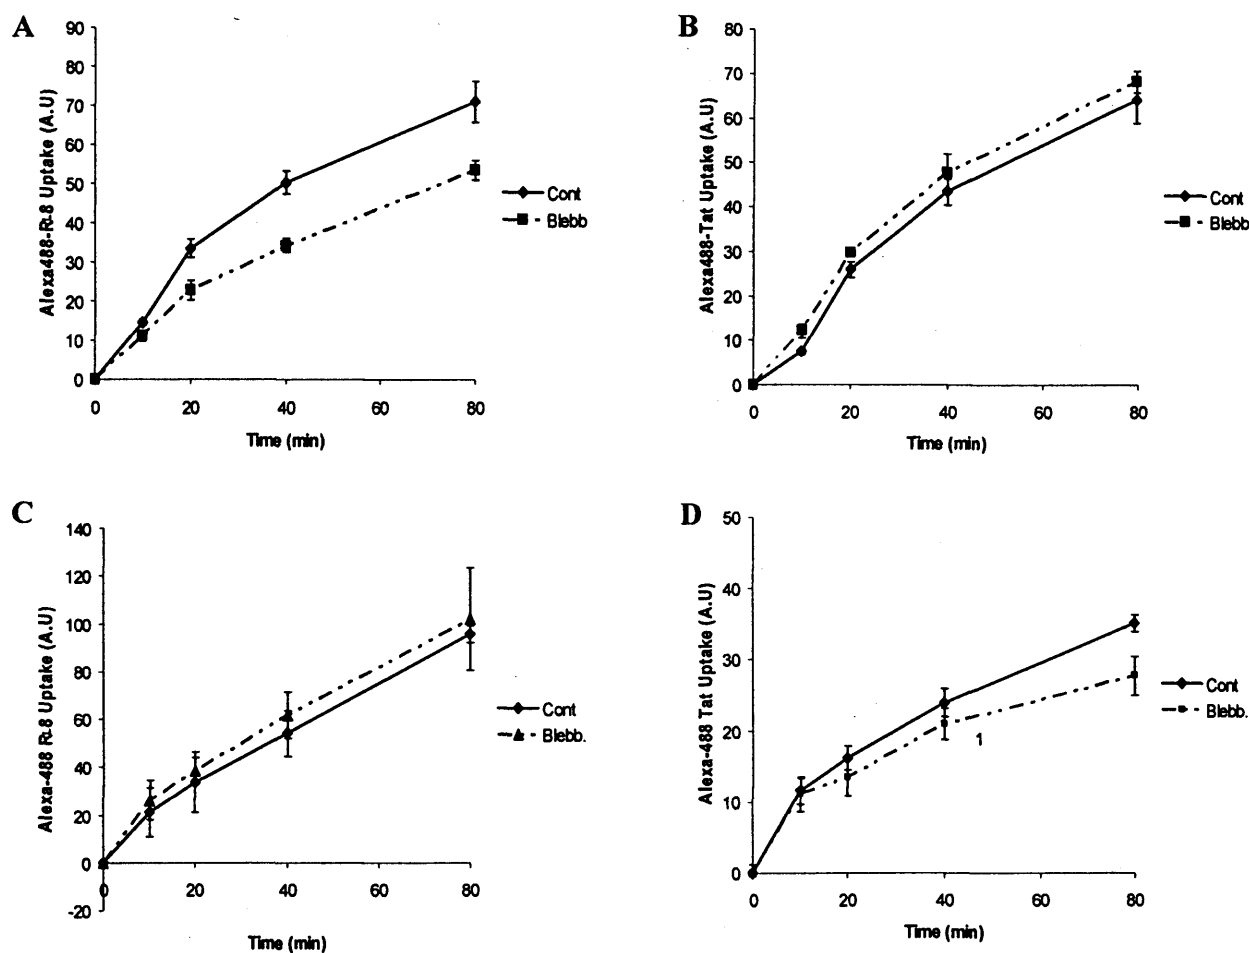 A
Alexa488-R8 Uptake (A.U)
90
80
70
60
50
40
30
20
10
0
0 20 40 60 80
Time (min)
Cont
Blebb
B
Alexa488-Tat Uptake (A.U)
80
70
60
50
40
30
20
10
0
0 20 40 60 80
Time (min)
Cont
Blebb
C
Alexa-488 R8 Uptake (A.U)
140
120
100
80
60
40
20
0
-20
0 20 40 60 80
Time (min)
Cont
Blebb.
D
Alexa-488 Tat Uptake (A.U)
50
40
30
20
10
0
0 20 40 60 80
Time (min)
Cont
Blebb.
1